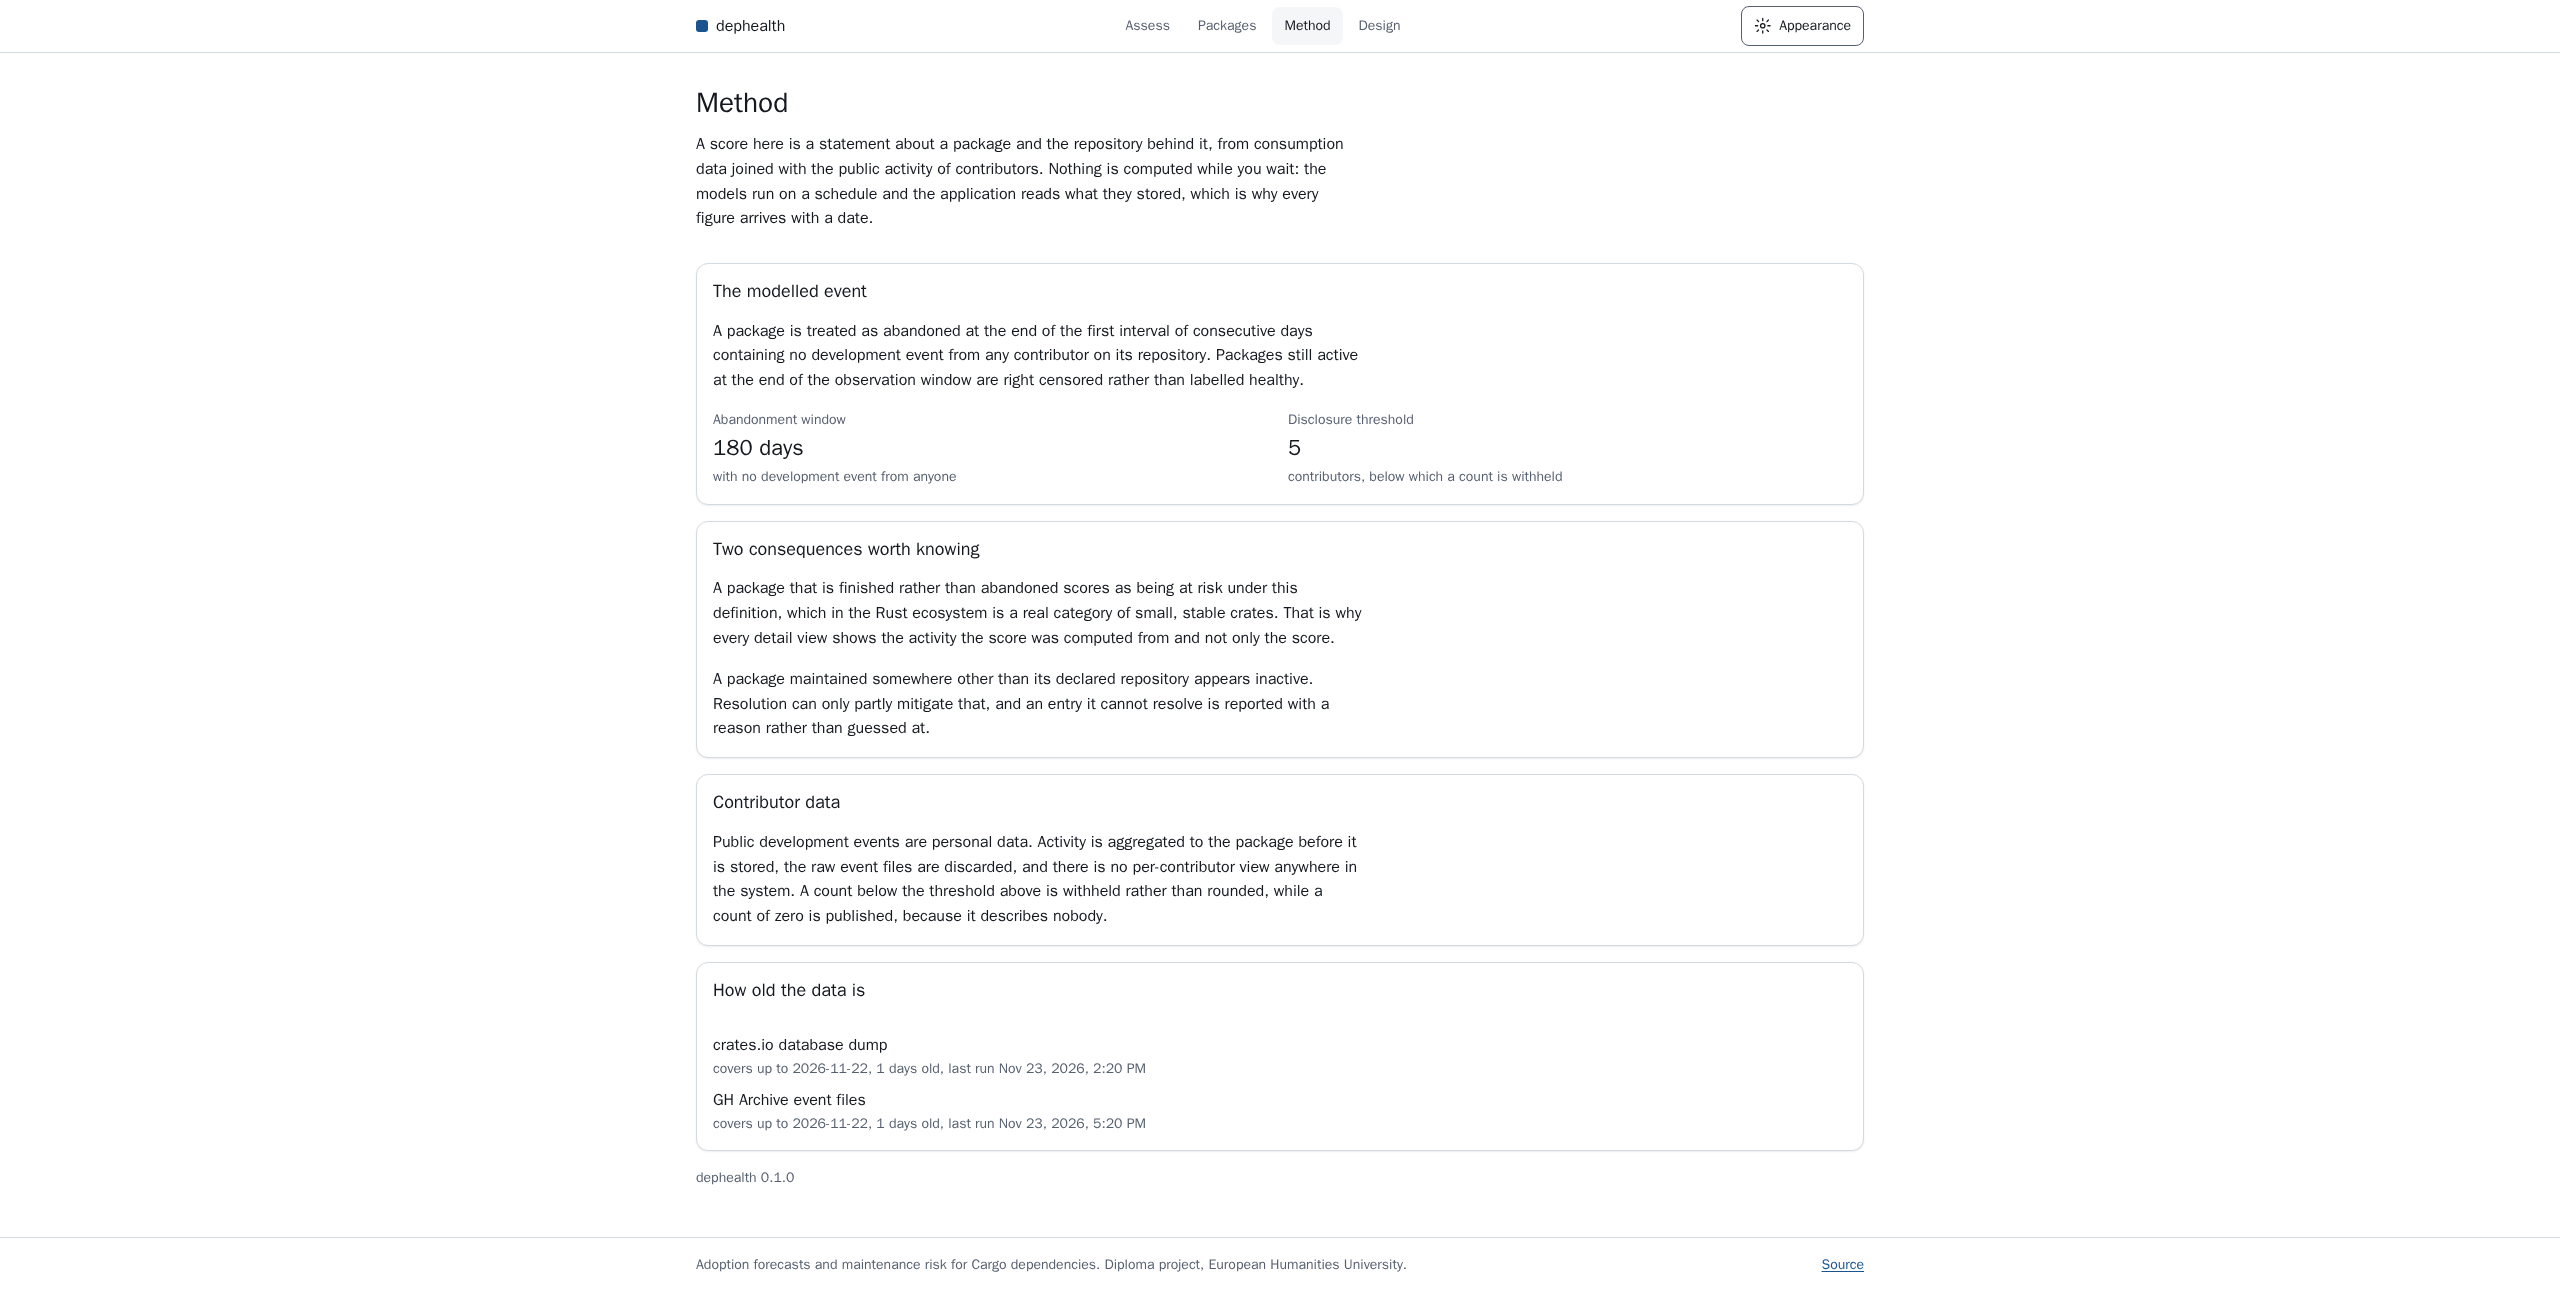 dephealth
Assess
Packages
Method
Design
Appearance
Method
A score here is a statement about a package and the repository behind it, from consumption
data joined with the public activity of contributors. Nothing is computed while you wait: the
models run on a schedule and the application reads what they stored, which is why every
figure arrives with a date.
The modelled event
A package is treated as abandoned at the end of the first interval of consecutive days
containing no development event from any contributor on its repository. Packages still active
at the end of the observation window are right censored rather than labelled healthy.
Abandonment window
180 days
with no development event from anyone
Disclosure threshold
5
contributors, below which a count is withheld
Two consequences worth knowing
A package that is finished rather than abandoned scores as being at risk under this
definition, which in the Rust ecosystem is a real category of small, stable crates. That is why
every detail view shows the activity the score was computed from and not only the score.
A package maintained somewhere other than its declared repository appears inactive.
Resolution can only partly mitigate that, and an entry it cannot resolve is reported with a
reason rather than guessed at.
Contributor data
Public development events are personal data. Activity is aggregated to the package before it
is stored, the raw event files are discarded, and there is no per-contributor view anywhere in
the system. A count below the threshold above is withheld rather than rounded, while a
count of zero is published, because it describes nobody.
How old the data is
crates.io database dump
covers up to 2026-11-22, 1 days old, last run Nov 23, 2026, 2:20 PM
GH Archive event files
covers up to 2026-11-22, 1 days old, last run Nov 23, 2026, 5:20 PM
dephealth 0.1.0
Adoption forecasts and maintenance risk for Cargo dependencies. Diploma project, European Humanities University.
Source